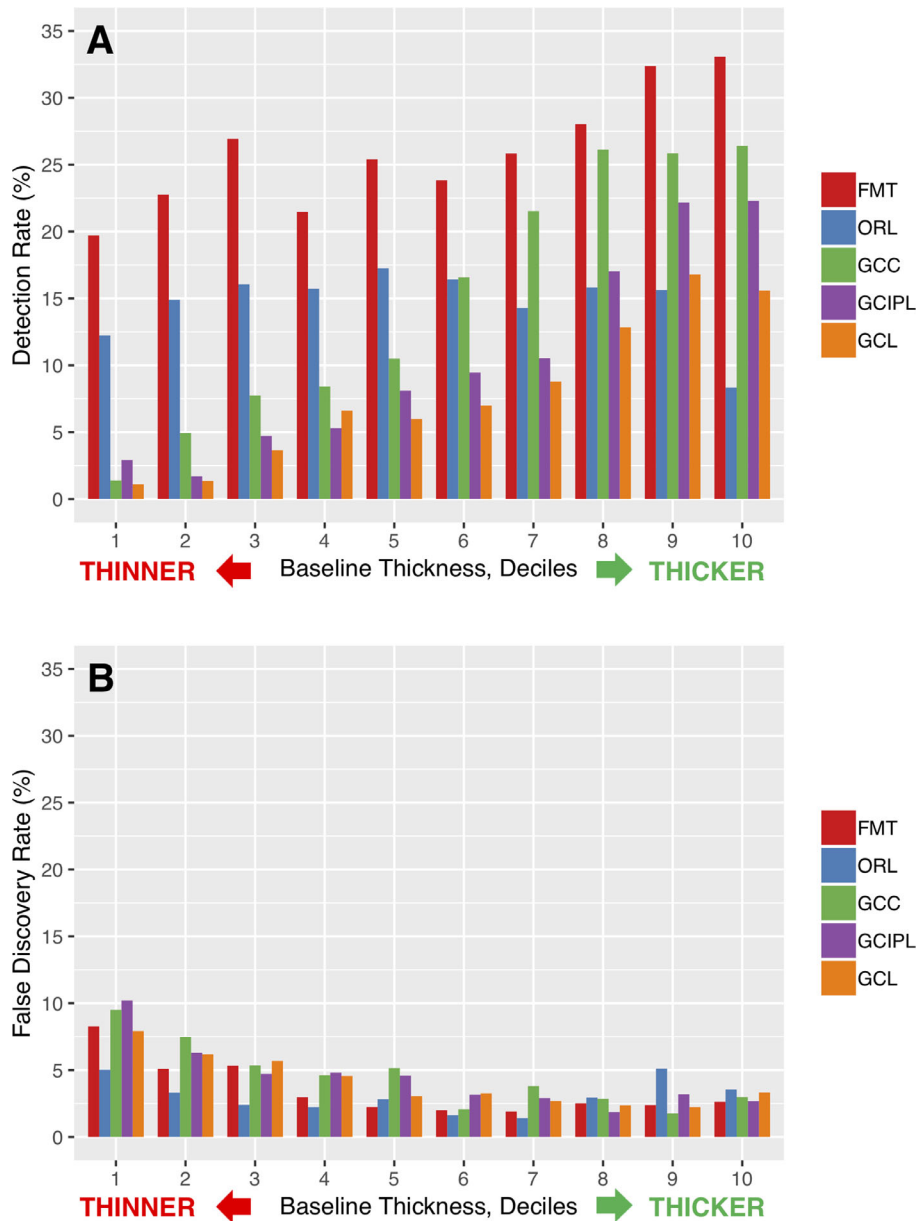 A
Detection Rate (%)
35
30
25
20
15
10
5
0
1 2 3 4 5 6 7 8 9 10
THINNER Baseline Thickness, Deciles THICKER
FMT
ORL
GCC
GCIPL
GCL
B
False Discovery Rate (%)
35
30
25
20
15
10
5
0
1 2 3 4 5 6 7 8 9 10
THINNER Baseline Thickness, Deciles THICKER
FMT
ORL
GCC
GCIPL
GCL